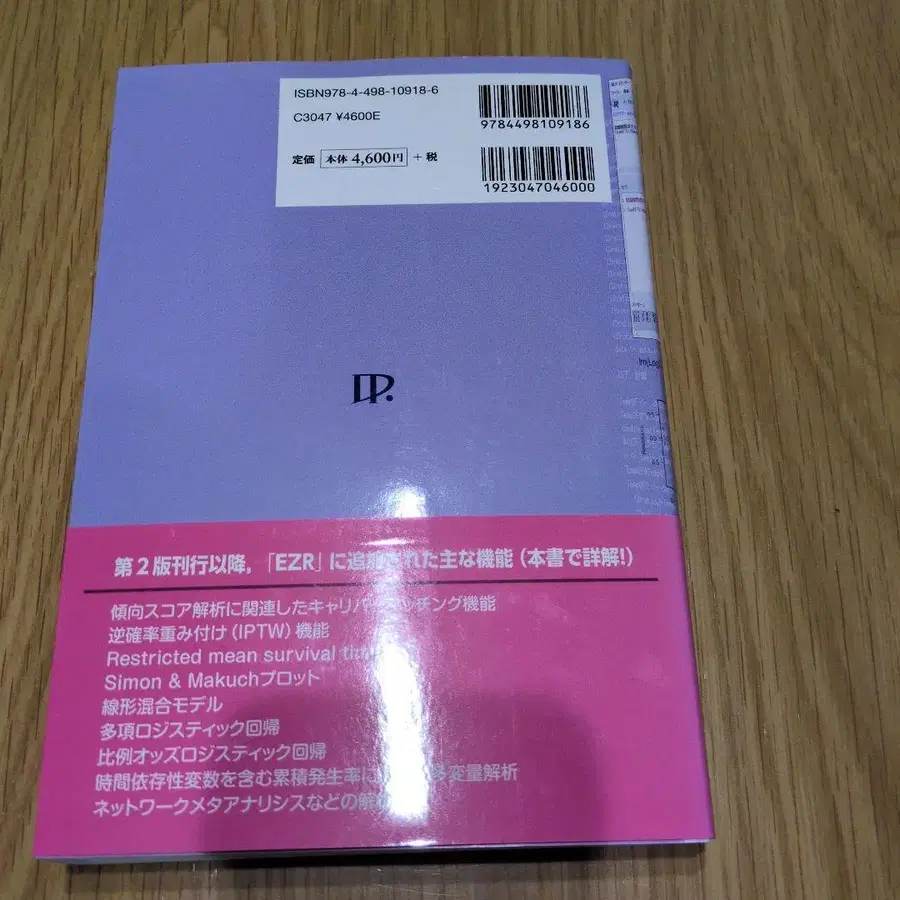 ISBN978-4-498-10918-6
C3047 ¥4600E
9784498109186
定価 本体 4,600円 + 税
1923047046000
第2版刊行以降,「EZR」に追加された主な機能(本書で詳解!)
傾向スコア解析に関連したキャリパーマッチング機能
逆確率重み付け(IPTW)機能
Restricted mean survival
Simon & Makuchプロット
線形混合モデル
多項ロジスティック回帰
比例オッズロジスティック回帰
時間依存性変数を含む累積発生率に 多変量解析
ネットワークメタアナリシスなどの